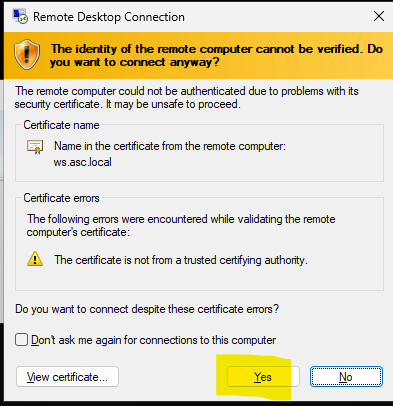 Remote Desktop Connection
The identity of the remote computer cannot be verified. Do
you want to connect anyway?
The remote computer could not be authenticated due to problems with its
security certificate. It may be unsafe to proceed.
Certificate name
Name in the certificate from the remote computer:
ws.asc.local
Certificate errors
The following errors were encountered while validating the remote
computer's certificate:
The certificate is not from a trusted certifying authority.
Do you want to connect despite these certificate errors?
Don't ask me again for connections to this computer
View certificate...
Yes
No